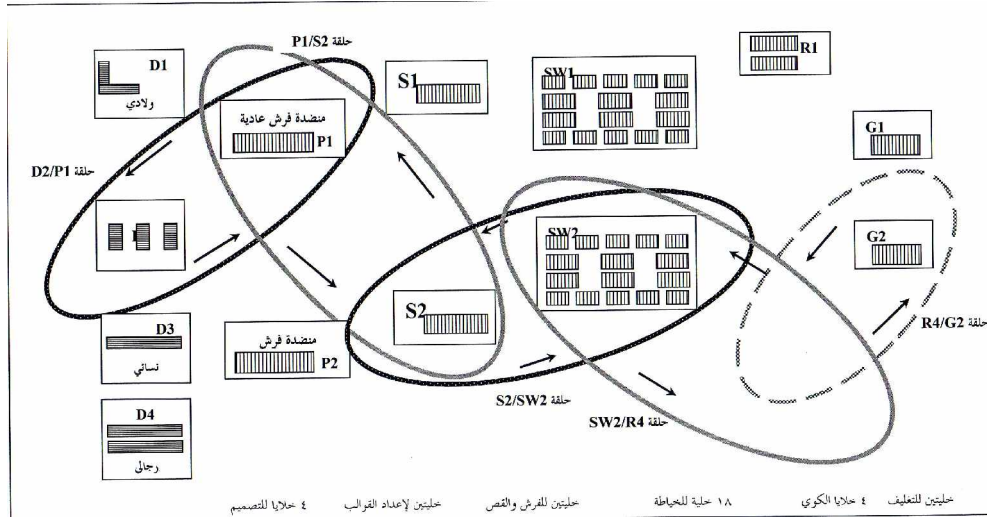 حلقة P1/S2
R1
D1
ولادي
S1
SW1
منضدة فرش عادية
P1
G1
حلقة D2/P1
SW2
G2
S2
حلقة R4/G2
D3
نسائي
منضدة فرش
P2
حلقة S2/SW2
حلقة SW2/R4
D4
رجالي
خليتين للتغليف ٤ خلايا الكوي ١٨ خلية للخياطة خليتين للفرش والقص خليتين لإعداد القوالب ٤ خلايا للتصميم